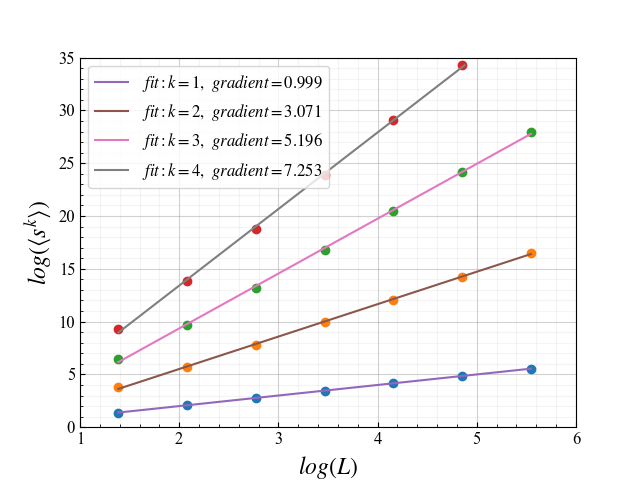 35
30
25
20
15
10
5
0
log(⟨s^k⟩)
fit: k = 1, gradient = 0.999
fit: k = 2, gradient = 3.071
fit: k = 3, gradient = 5.196
fit: k = 4, gradient = 7.253
1 2 3 4 5 6
log(L)